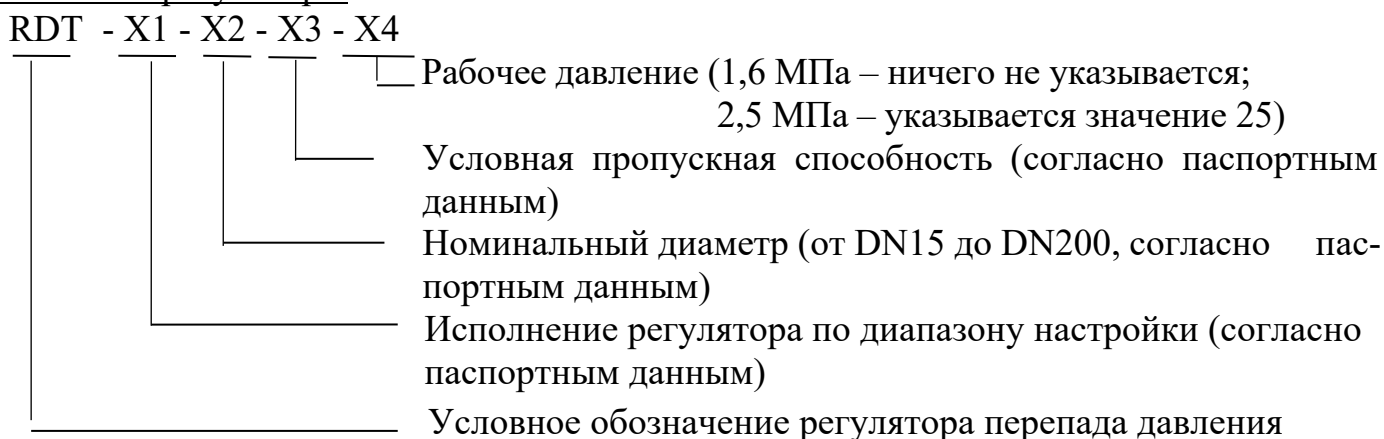 RDT - X1 - X2 - X3 - X4
Рабочее давление (1,6 МПа – ничего не указывается;
2,5 МПа – указывается значение 25)
Условная пропускная способность (согласно паспортным
данным)
Номинальный диаметр (от DN15 до DN200, согласно пас-
портным данным)
Исполнение регулятора по диапазону настройки (согласно
паспортным данным)
Условное обозначение регулятора перепада давления